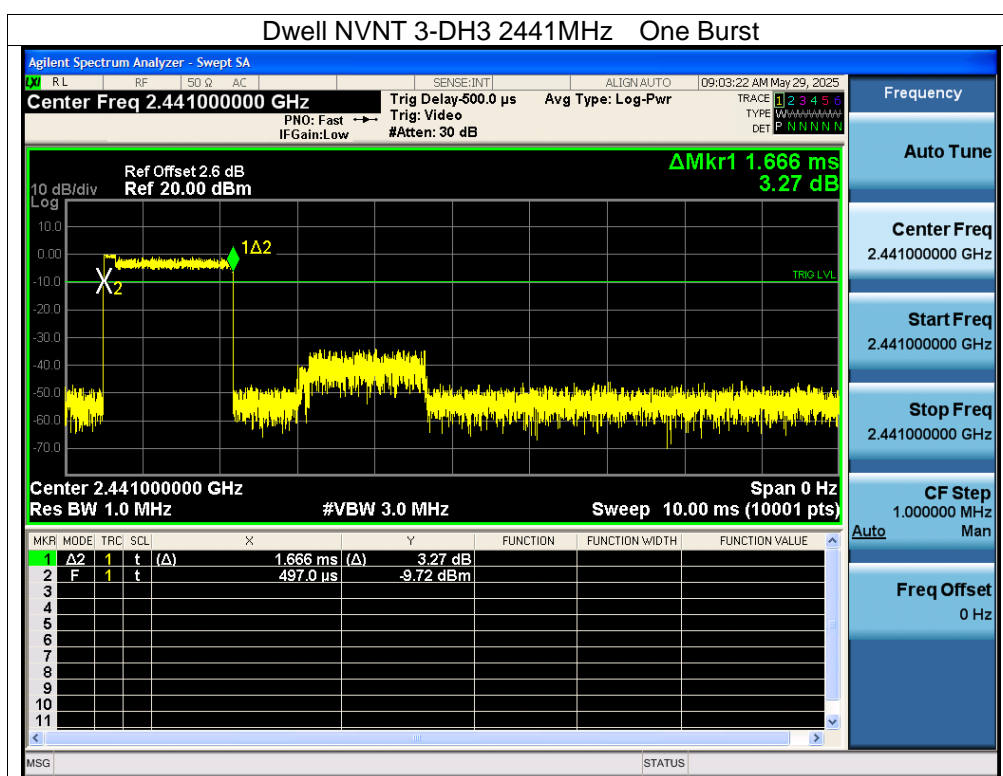 Dwell NVNT 3-DH3 2441MHz One Burst
Agilent Spectrum Analyzer - Swept SA
LXI RL RF 50 Ω AC SENSE:INT ALIGN AUTO 09:03:22 AM May 29, 2025
Center Freq 2.441000000 GHz Trig Delay-500.0 µs Avg Type: Log-Pwr TRACE 1 2 3 4 5 6
PNO: Fast Trig: Video TYPE WWWWWW
IFGain:Low #Atten: 30 dB DET P N N N N N
Frequency
Auto Tune
Center Freq
2.441000000 GHz
Start Freq
2.441000000 GHz
Stop Freq
2.441000000 GHz
CF Step
1.000000 MHz
Auto Man
Freq Offset
0 Hz
ΔMkr1 1.666 ms
3.27 dB
Ref Offset 2.6 dB
10 dB/div Ref 20.00 dBm
Log
10.0
0.00
-10.0
-20.0
-30.0
-40.0
-50.0
-60.0
-70.0
1Δ2
2
TRIG LVL
Center 2.441000000 GHz Span 0 Hz
Res BW 1.0 MHz #VBW 3.0 MHz Sweep 10.00 ms (10001 pts)
MKR MODE TRC SCL X Y FUNCTION FUNCTION WIDTH FUNCTION VALUE
1 Δ2 1 t (Δ) 1.666 ms (Δ) 3.27 dB
2 F 1 t 497.0 µs -9.72 dBm
3
4
5
6
7
8
9
10
11
MSG STATUS